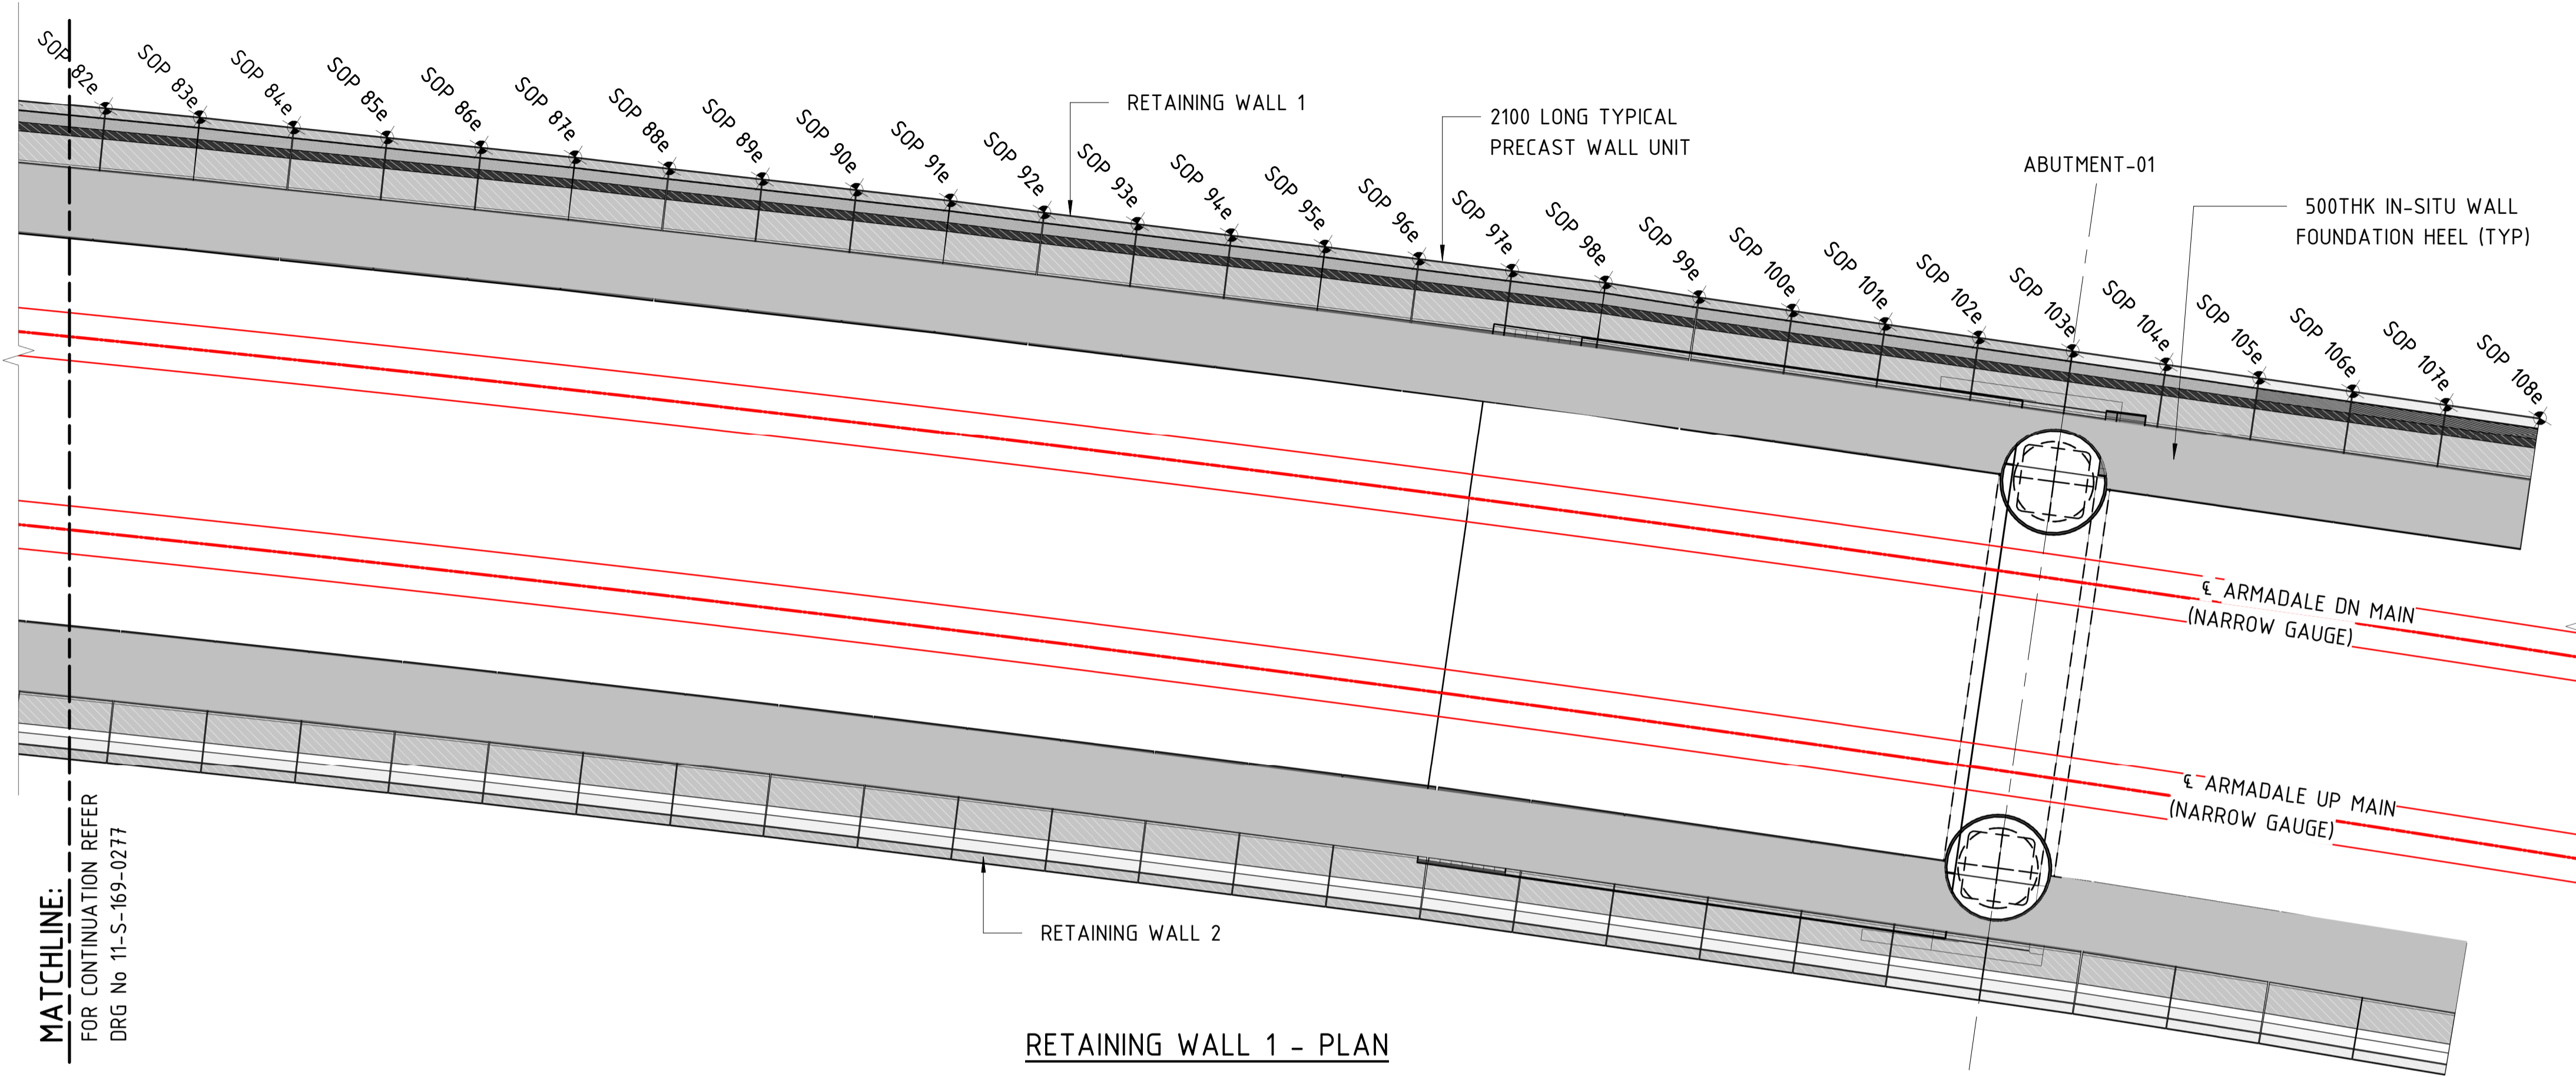 SOP 82e
SOP 83e
SOP 84e
SOP 85e
SOP 86e
SOP 87e
SOP 88e
SOP 89e
SOP 90e
SOP 91e
SOP 92e
SOP 93e
SOP 94e
SOP 95e
SOP 96e
SOP 97e
SOP 98e
SOP 99e
SOP 100e
SOP 101e
SOP 102e
SOP 103e
SOP 104e
SOP 105e
SOP 106e
SOP 107e
SOP 108e
RETAINING WALL 1
2100 LONG TYPICAL
PRECAST WALL UNIT
ABUTMENT-01
500THK IN-SITU WALL
FOUNDATION HEEL (TYP)
℄ ARMADALE DN MAIN
(NARROW GAUGE)
℄ ARMADALE UP MAIN
(NARROW GAUGE)
MATCHLINE:
FOR CONTINUATION REFER
DRG No 11-S-169-0277
RETAINING WALL 2
RETAINING WALL 1 - PLAN